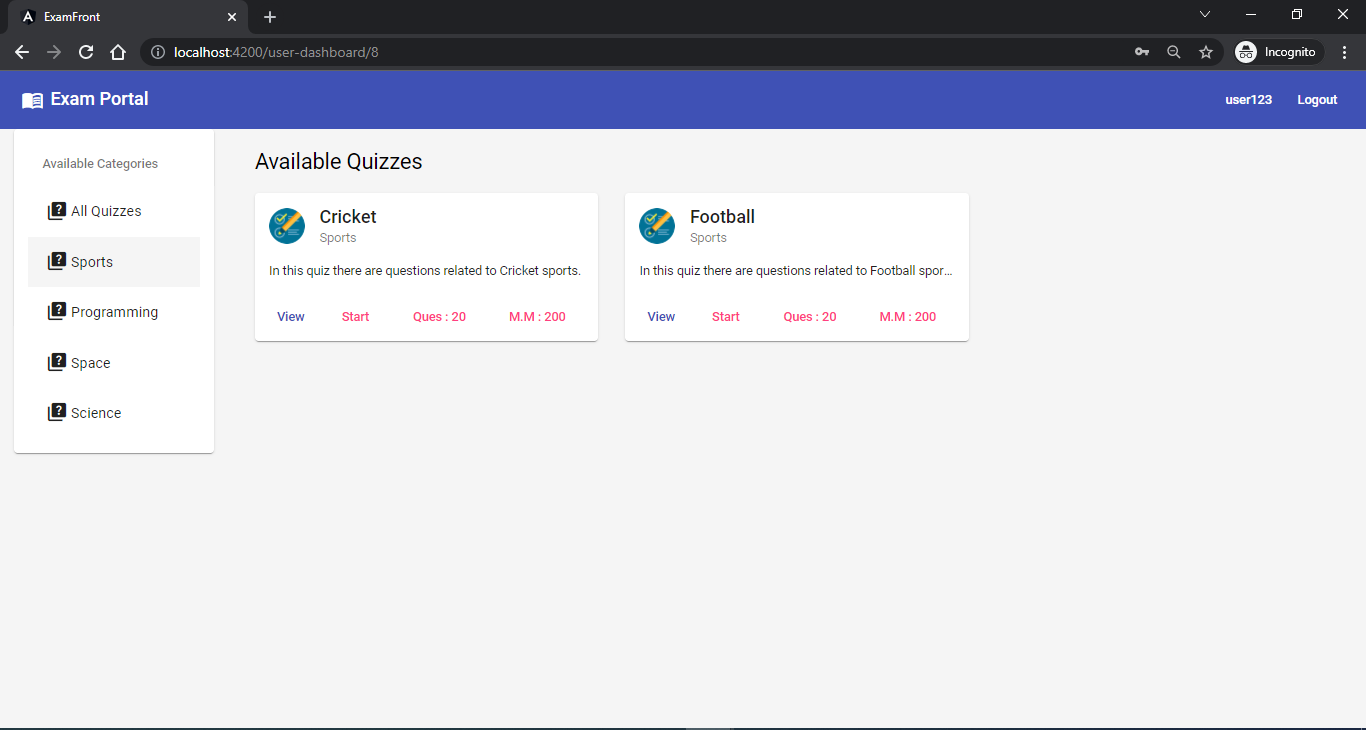 ExamFront
localhost:4200/user-dashboard/8
Incognito
Exam Portal
user123
Logout
Available Categories
All Quizzes
Sports
Programming
Space
Science
Available Quizzes
Cricket
Sports
In this quiz there are questions related to Cricket sports.
View Start Ques : 20 M.M : 200
Football
Sports
In this quiz there are questions related to Football spor...
View Start Ques : 20 M.M : 200